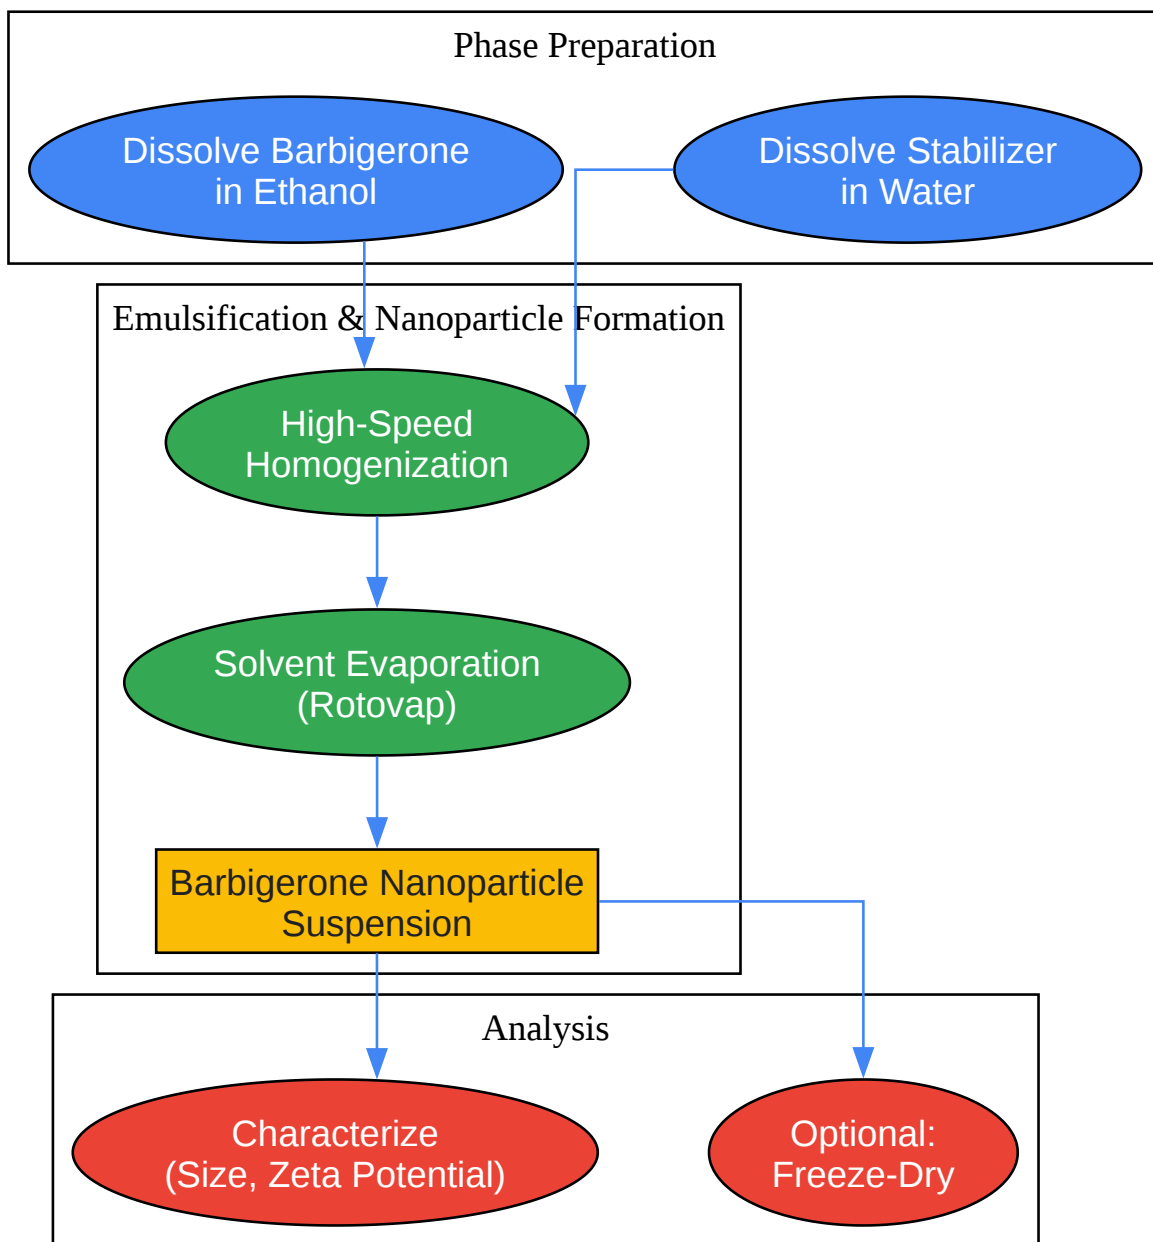 Phase Preparation
Dissolve Barbigerone
in Ethanol
Dissolve Stabilizer
in Water
Emulsification & Nanoparticle Formation
High-Speed
Homogenization
Solvent Evaporation
(Rotovap)
Barbigerone Nanoparticle
Suspension
Analysis
Characterize
(Size, Zeta Potential)
Optional:
Freeze-Dry